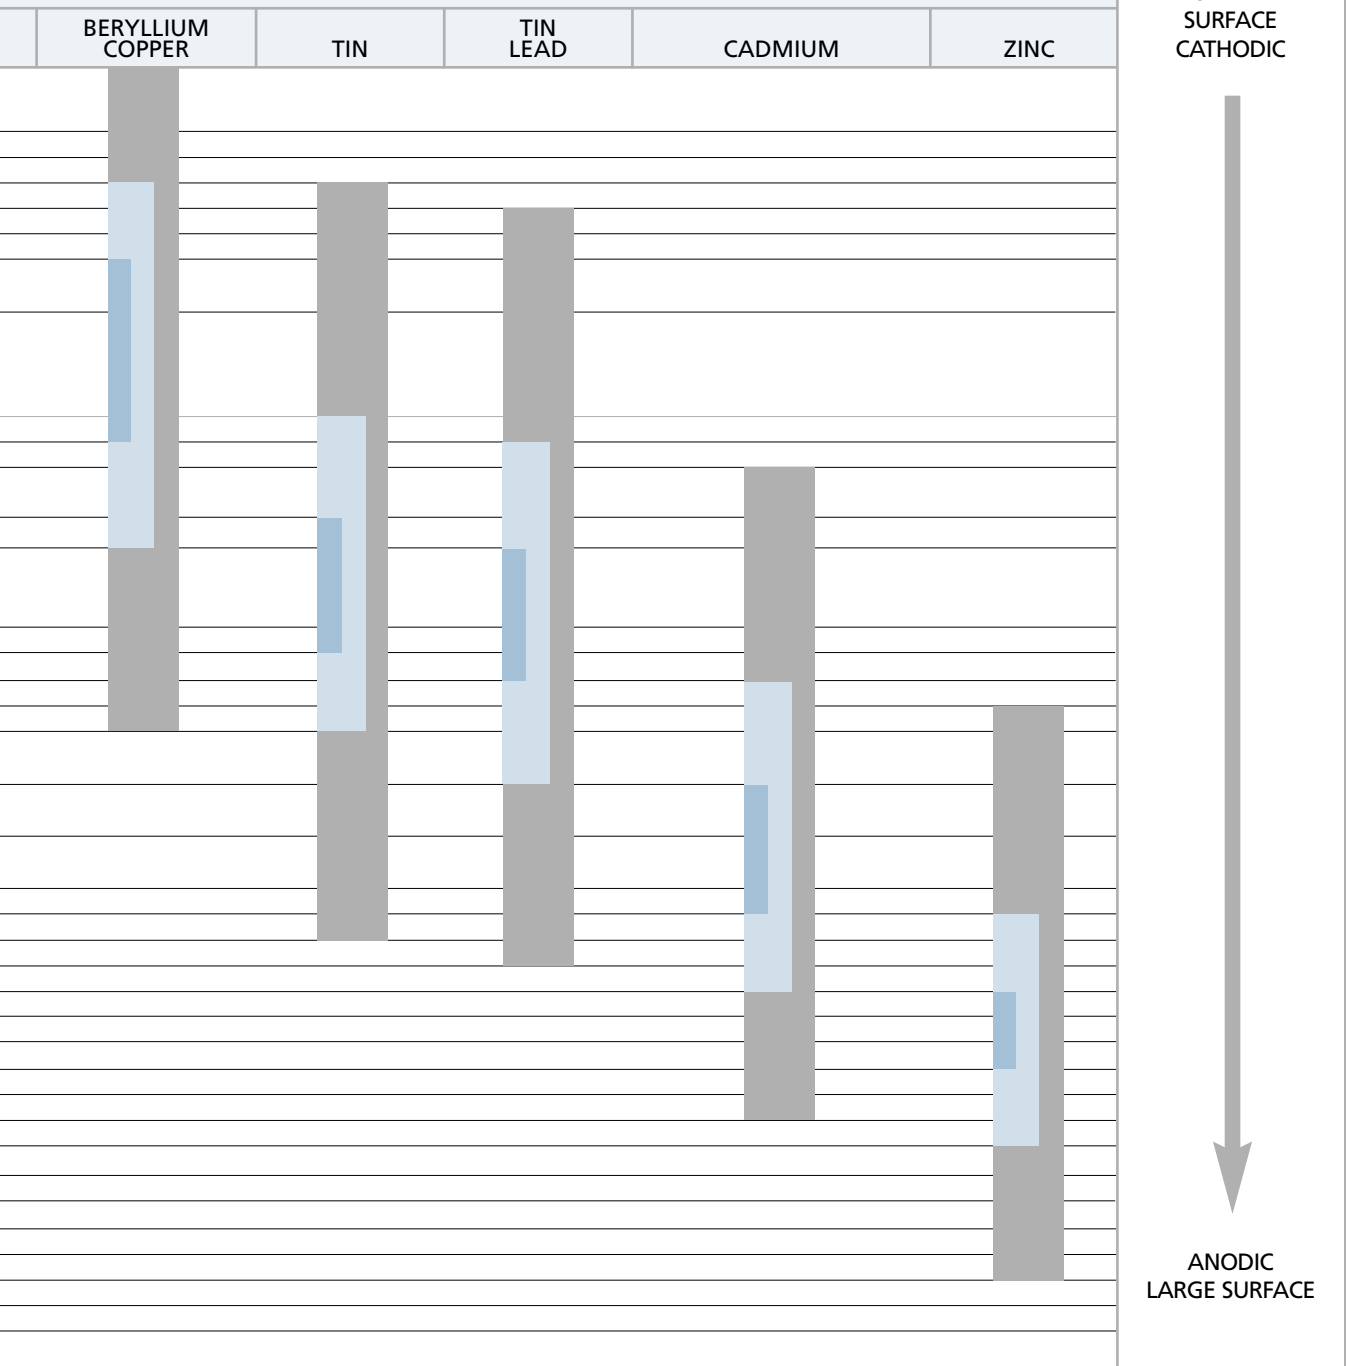 BERYLLIUM
COPPER
TIN
TIN
LEAD
CADMIUM
ZINC
SURFACE
CATHODIC
ANODIC
LARGE SURFACE